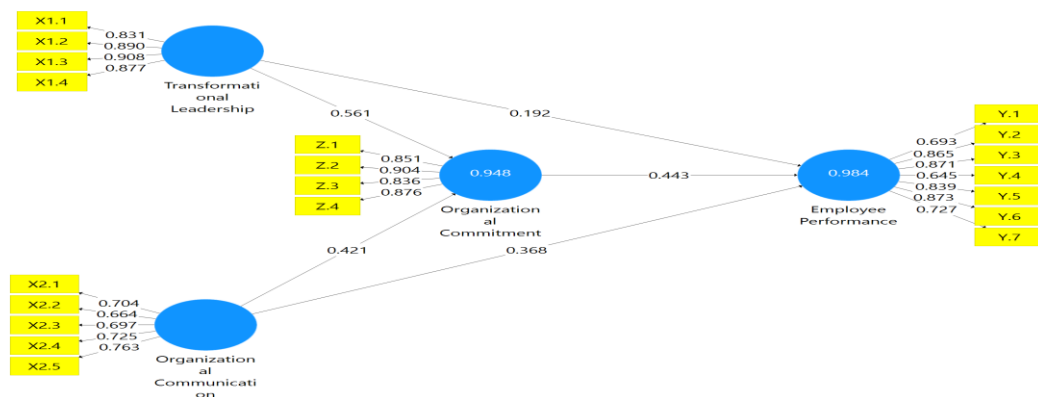 X1.1
X1.2
X1.3
X1.4
0.831
0.890
0.908
0.877
Transformati
onal
Leadership
0.561
0.192
Z.1
Z.2
Z.3
Z.4
0.851
0.904
0.836
0.876
0.948
Organization
al
Commitment
0.443
0.984
Employee
Performance
Y.1
Y.2
Y.3
Y.4
Y.5
Y.6
Y.7
0.693
0.865
0.871
0.645
0.839
0.873
0.727
0.421
0.368
X2.1
X2.2
X2.3
X2.4
X2.5
0.704
0.664
0.697
0.725
0.763
Organization
al
Communicati
on